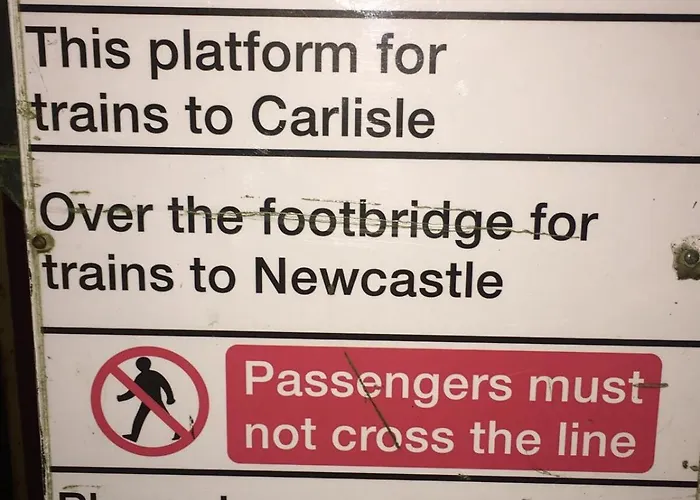 This platform for
trains to Carlisle
Over the footbridge for
trains to Newcastle
Passengers must
not cross the line